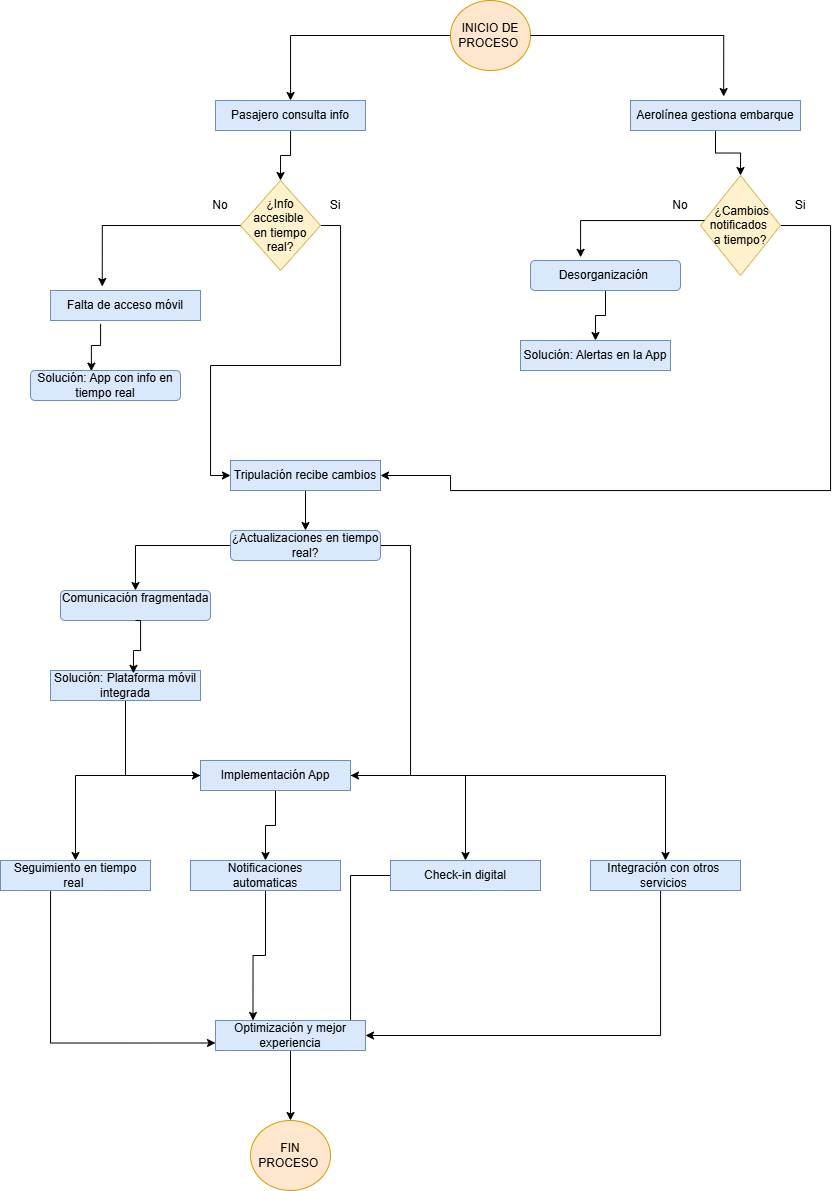 INICIO DE
PROCESO
Pasajero consulta info
Aerolínea gestiona embarque
No
¿Info
accesible
en tiempo
real?
Si
No
¿Cambios
notificados
a tiempo?
Si
Falta de acceso móvil
Desorganización
Solución: App con info en
tiempo real
Solución: Alertas en la App
Tripulación recibe cambios
¿Actualizaciones en tiempo
real?
Comunicación fragmentada
Solución: Plataforma móvil
integrada
Implementación App
Seguimiento en tiempo
real
Notificaciones
automaticas
Check-in digital
Integración con otros
servicios
Optimización y mejor
experiencia
FIN
PROCESO